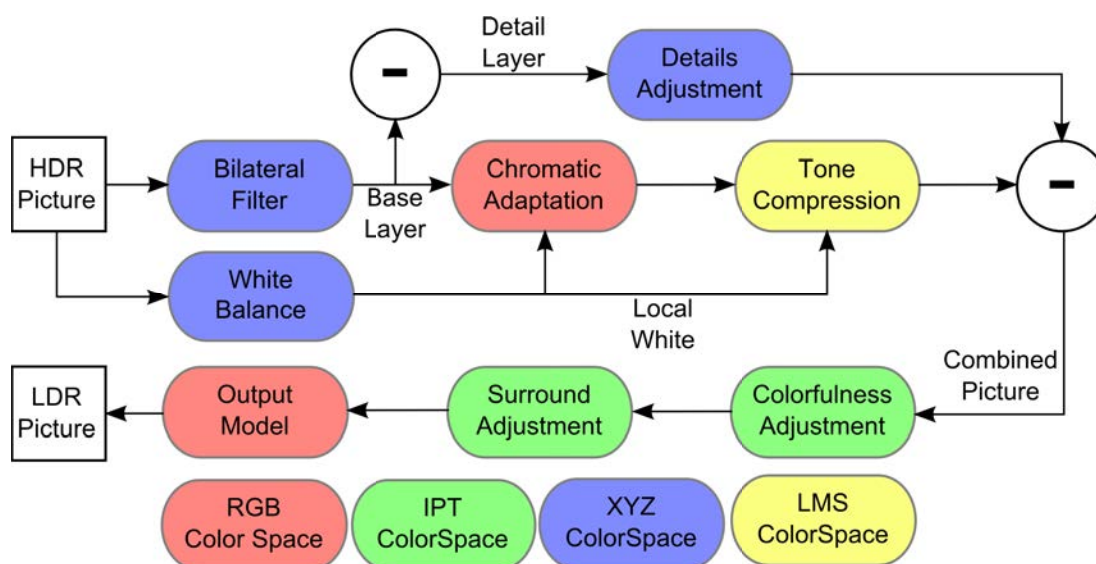 Detail
Layer
-
Details
Adjustment
HDR
Picture
Bilateral
Filter
Base
Layer
Chromatic
Adaptation
Tone
Compression
-
White
Balance
Local
White
Combined
Picture
LDR
Picture
Output
Model
Surround
Adjustment
Colorfulness
Adjustment
RGB
Color Space
IPT
ColorSpace
XYZ
ColorSpace
LMS
ColorSpace